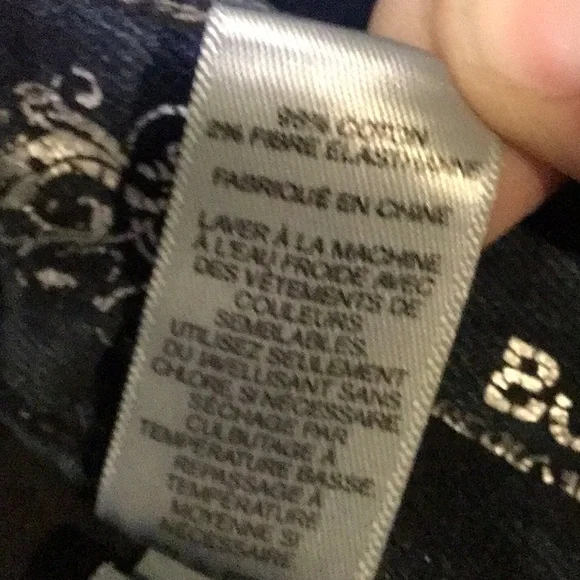 COTON
2% FIBRE ÉLASTHANNE
FABRIQUÉ EN CHINE
LAVER À LA MACHINE
À L'EAU FROIDE AVEC
DES VÊTEMENTS DE
COULEURS
SEMBLABLES.
UTILISEZ SEULEMENT
DU JAVELLISANT SANS
CHLORE, SI NÉCESSAIRE.
SÉCHAGE PAR
CULBUTAGE À
TEMPÉRATURE BASSE.
REPASSAGE À
TEMPÉRATURE
MOYENNE SI
NÉCESSAIRE